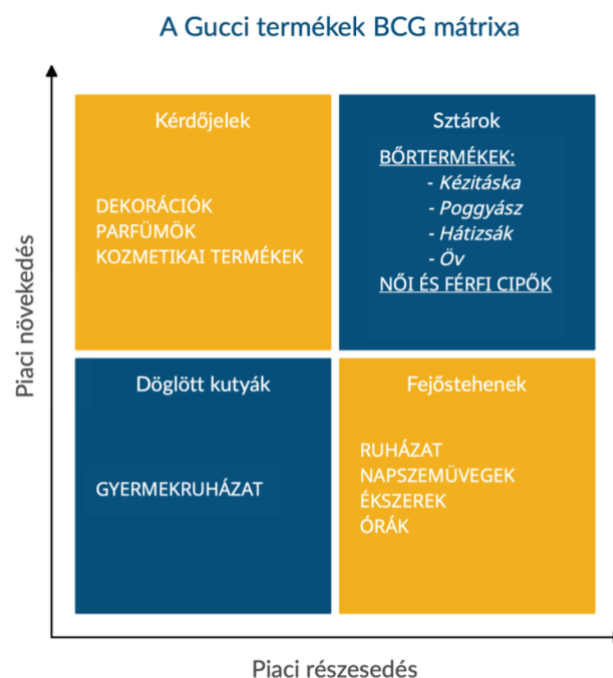 A Gucci termékek BCG mátrixa
Piaci növekedés
Kérdőjelek
DEKORÁCIÓK
PARFÜMÖK
KOZMETIKAI TERMÉKEK
Sztárok
BŐRTERMÉKEK:
- Kézitáska
- Poggyász
- Hátizsák
- Öv
NŐI ÉS FÉRFI CIPŐK
Döglött kutyák
GYERMEKRUHÁZAT
Fejőstehenek
RUHÁZAT
NAPSZEMÜVEGEK
ÉKSZEREK
ÓRÁK
Piaci részesedés